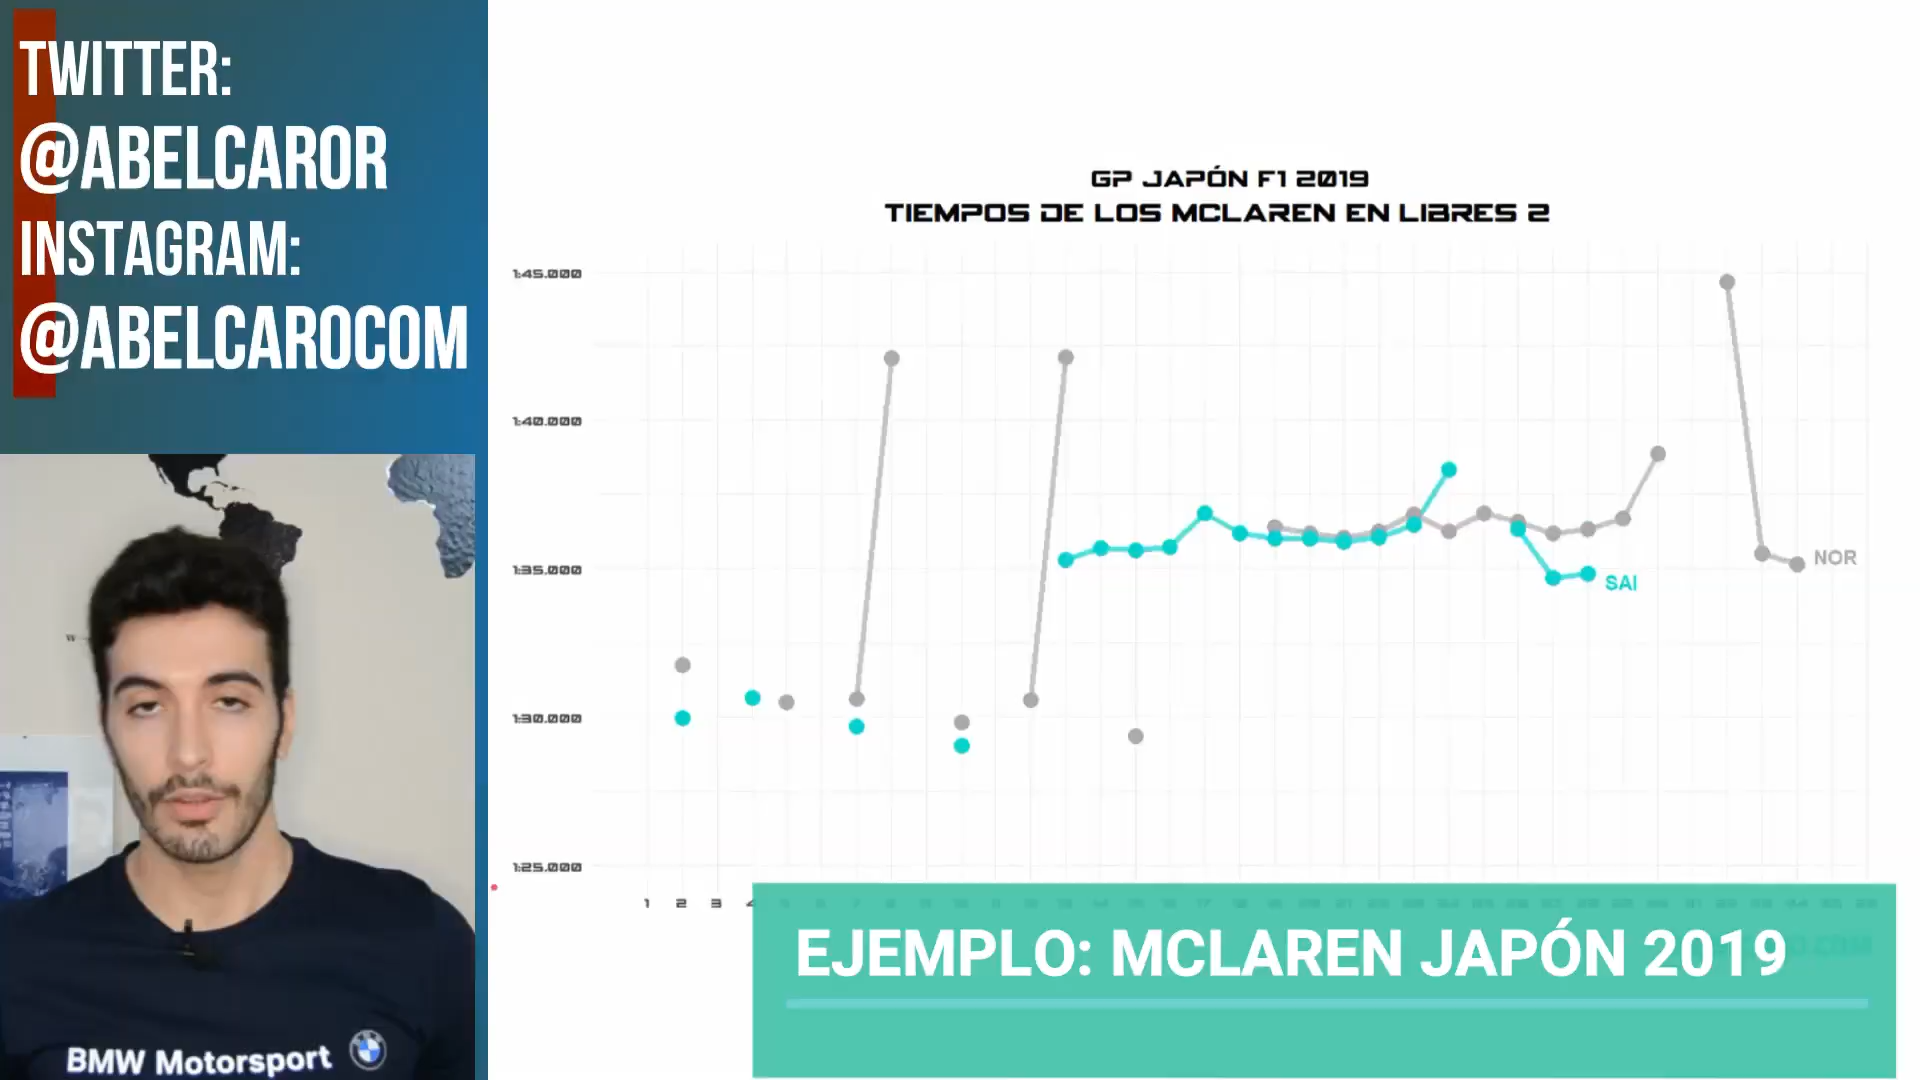 TWITTER:
@ABELCAROR
INSTAGRAM:
@ABELCAROCOM
GP JAPÓN F1 2019
TIEMPOS DE LOS MCLAREN EN LIBRES 2
1:45.000
1:40.000
1:35.000
1:30.000
1:25.000
NOR
SAI
1 2 3 4
EJEMPLO: MCLAREN JAPÓN 2019
BMW Motorsport